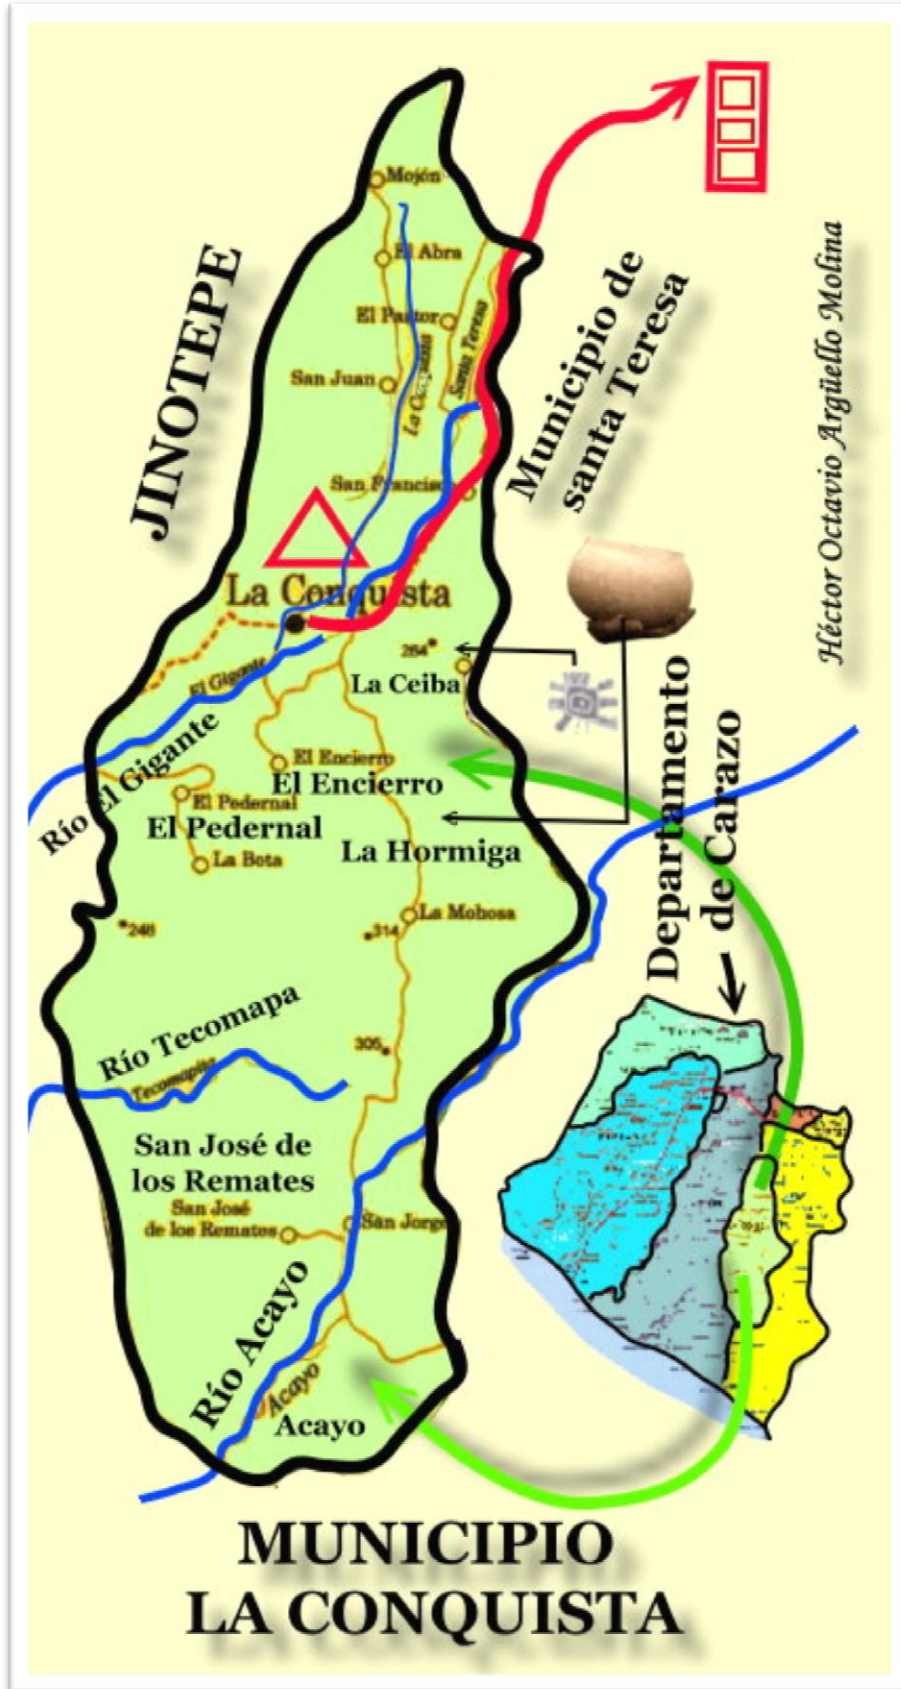 Mojón
El Abra
El Pastor
Santa Teresa
San Juan
JINOTEPE
Municipio de
santa Teresa
Héctor Octavio Argüello Molina
San Francisco
La Conquista
264
El Gigante
La Ceiba
Río El Gigante
El Encierro
El Encierro
El Pedernal
El Pedernal
La Bota
La Hormiga
Departamento
de Carazo
La Mohosa
248
314
Río Tecomapa
305
San José de
los Remates
San José
de los Remates
San Jorge
Río Acayo
Acayo
Acayo
MUNICIPIO
LA CONQUISTA